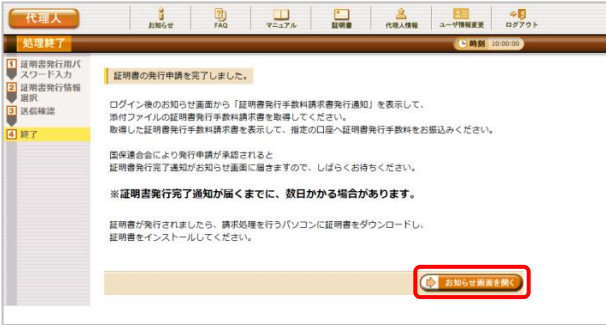 代理人
お知らせ
FAQ
マニュアル
証明書
代理人情報
ユーザ情報変更
ログアウト
処理終了
時刻 10:00:00
1 証明書発行用パ
スワード入力
2 証明書発行情報
選択
3 送信確認
4 終了
証明書の発行申請を完了しました。
ログイン後のお知らせ画面から「証明書発行手数料請求書発行通知」を表示して、
添付ファイルの証明書発行手数料請求書を取得してください。
取得した証明書発行手数料請求書を表示して、指定の口座へ証明書発行手数料をお振込みください。
国保連合会により発行申請が承認されると
証明書発行完了通知がお知らせ画面に届きますので、しばらくお待ちください。
※証明書発行完了通知が届くまでに、数日かかる場合があります。
証明書が発行されましたら、請求処理を行うパソコンに証明書をダウンロードし、
証明書をインストールしてください。
お知らせ画面を開く